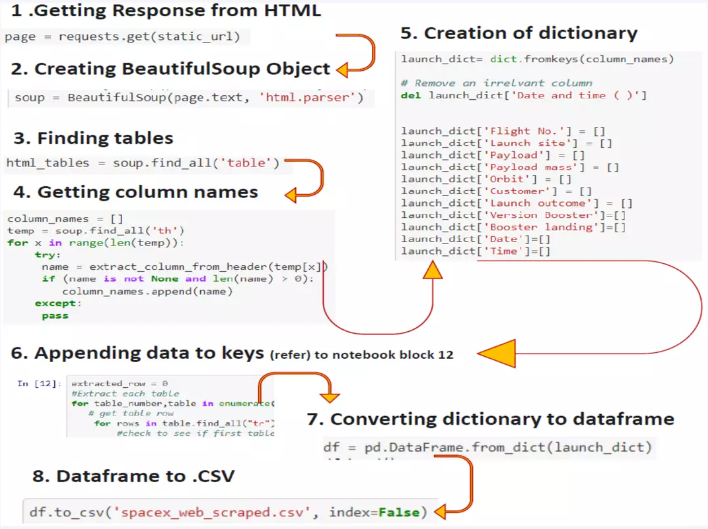 1 .Getting Response from HTML
page = requests.get(static_url)
2. Creating BeautifulSoup Object
soup = BeautifulSoup(page.text, 'html.parser')
3. Finding tables
html_tables = soup.find_all('table')
4. Getting column names
column_names = []
temp = soup.find_all('th')
for x in range(len(temp)):
try:
name = extract_column_from_header(temp[x])
if (name is not None and len(name) > 0):
column_names.append(name)
except:
pass
5. Creation of dictionary
launch_dict= dict.fromkeys(column_names)
# Remove an irrelvant column
del launch_dict['Date and time ( )']
launch_dict['Flight No.'] = []
launch_dict['Launch site'] = []
launch_dict['Payload'] = []
launch_dict['Payload mass'] = []
launch_dict['Orbit'] = []
launch_dict['Customer'] = []
launch_dict['Launch outcome'] = []
launch_dict['Version Booster']=[]
launch_dict['Booster landing']=[]
launch_dict['Date']=[]
launch_dict['Time']=[]
6. Appending data to keys (refer) to notebook block 12
In [12]: extracted_row = 0
#Extract each table
for table_number,table in enumerate(
# get table row
for rows in table.find_all("tr"
#check to see if first table
7. Converting dictionary to dataframe
df = pd.DataFrame.from_dict(launch_dict)
8. Dataframe to .CSV
df.to_csv('spacex_web_scraped.csv', index=False)